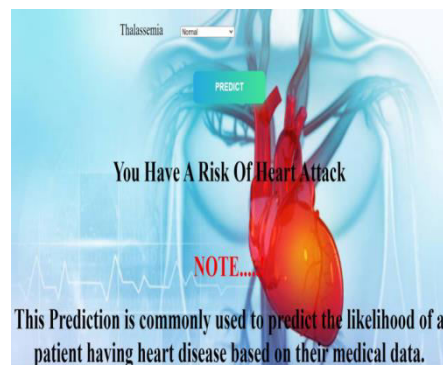 Thalassemia Normal
PREDICT
You Have A Risk Of Heart Attack
NOTE....
This Prediction is commonly used to predict the likelihood of a
patient having heart disease based on their medical data.